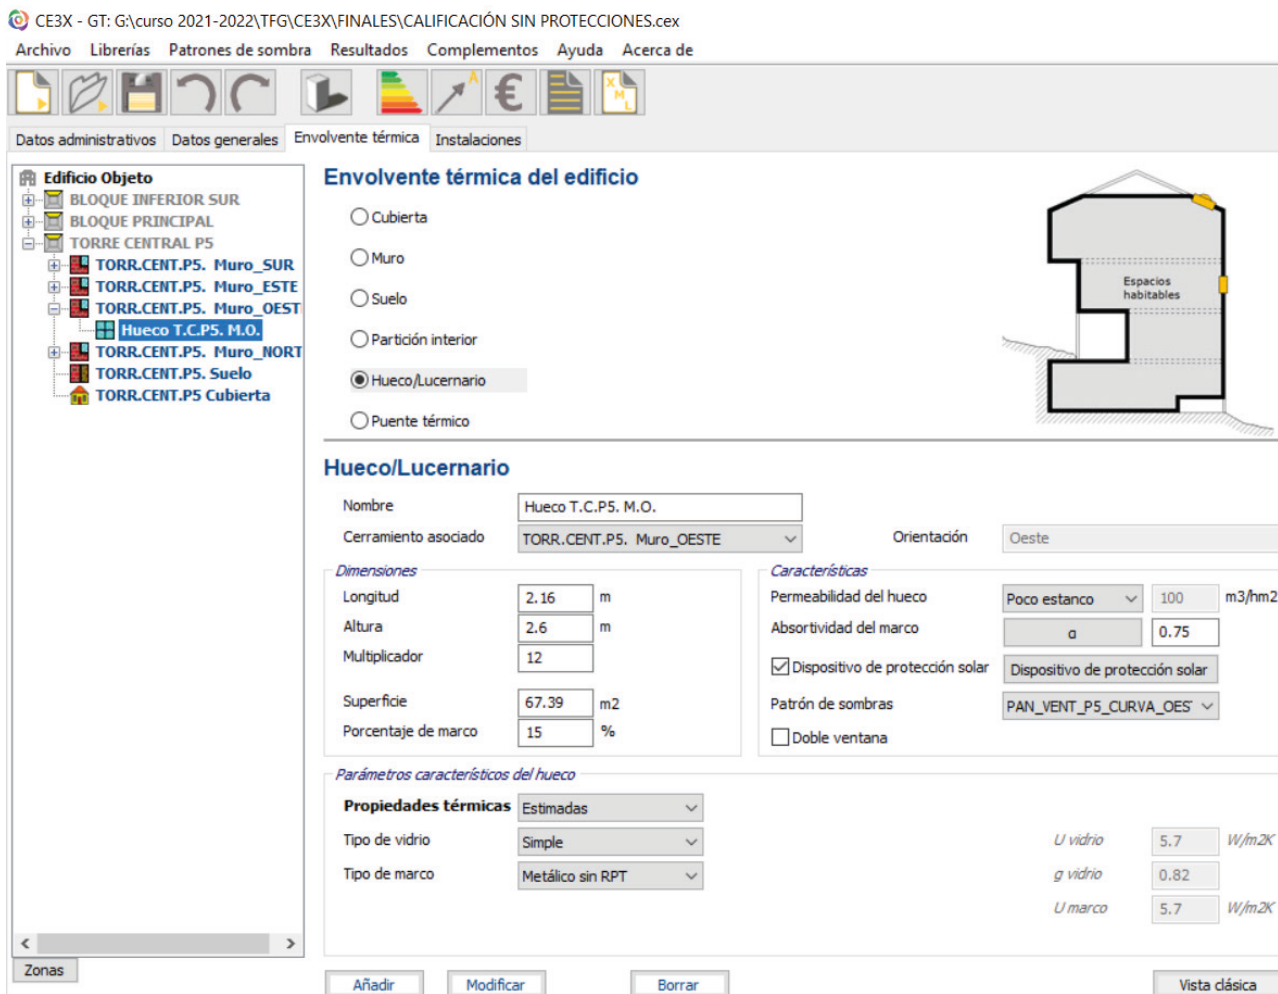 CE3X - GT: G:\curso 2021-2022\TFG\CE3X\FINALES\CALIFICACIÓN SIN PROTECCIONES.cex
Archivo Librerías Patrones de sombra Resultados Complementos Ayuda Acerca de
A € X M L
Datos administrativos Datos generales Envolvente térmica Instalaciones
Edificio Objeto
BLOQUE INFERIOR SUR
BLOQUE PRINCIPAL
TORRE CENTRAL P5
TORR.CENT.P5. Muro_SUR
TORR.CENT.P5. Muro_ESTE
TORR.CENT.P5. Muro_OEST
Hueco T.C.P5. M.O.
TORR.CENT.P5. Muro_NORT
TORR.CENT.P5. Suelo
TORR.CENT.P5 Cubierta
Zonas
Envolvente térmica del edificio
Cubierta
Muro
Suelo
Partición interior
Hueco/Lucernario
Puente térmico
Espacios
habitables
Hueco/Lucernario
Nombre Hueco T.C.P5. M.O.
Cerramiento asociado TORR.CENT.P5. Muro_OESTE Orientación Oeste
Dimensiones
Longitud 2.16 m
Altura 2.6 m
Multiplicador 12
Superficie 67.39 m2
Porcentaje de marco 15 %
Características
Permeabilidad del hueco Poco estanco 100 m3/hm2
Absortividad del marco α 0.75
Dispositivo de protección solar Dispositivo de protección solar
Patrón de sombras PAN_VENT_P5_CURVA_OES
Doble ventana
Parámetros característicos del hueco
Propiedades térmicas Estimadas
Tipo de vidrio Simple U vidrio 5.7 W/m2K
Tipo de marco Metálico sin RPT g vidrio 0.82
U marco 5.7 W/m2K
Añadir Modificar Borrar Vista clásica